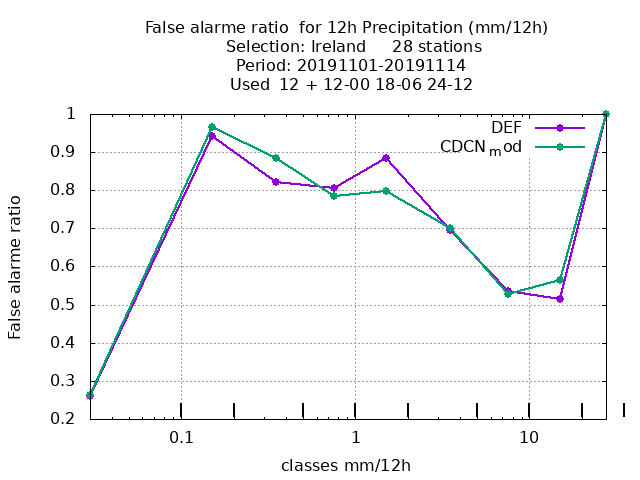 False alarme ratio  for 12h Precipitation (mm/12h)
Selection: Ireland     28 stations
Period: 20191101-20191114
Used  12 + 12-00 18-06 24-12
DEF
CDCN_mod
False alarme ratio
1
0.9
0.8
0.7
0.6
0.5
0.4
0.3
0.2
0.1 1 10
classes mm/12h